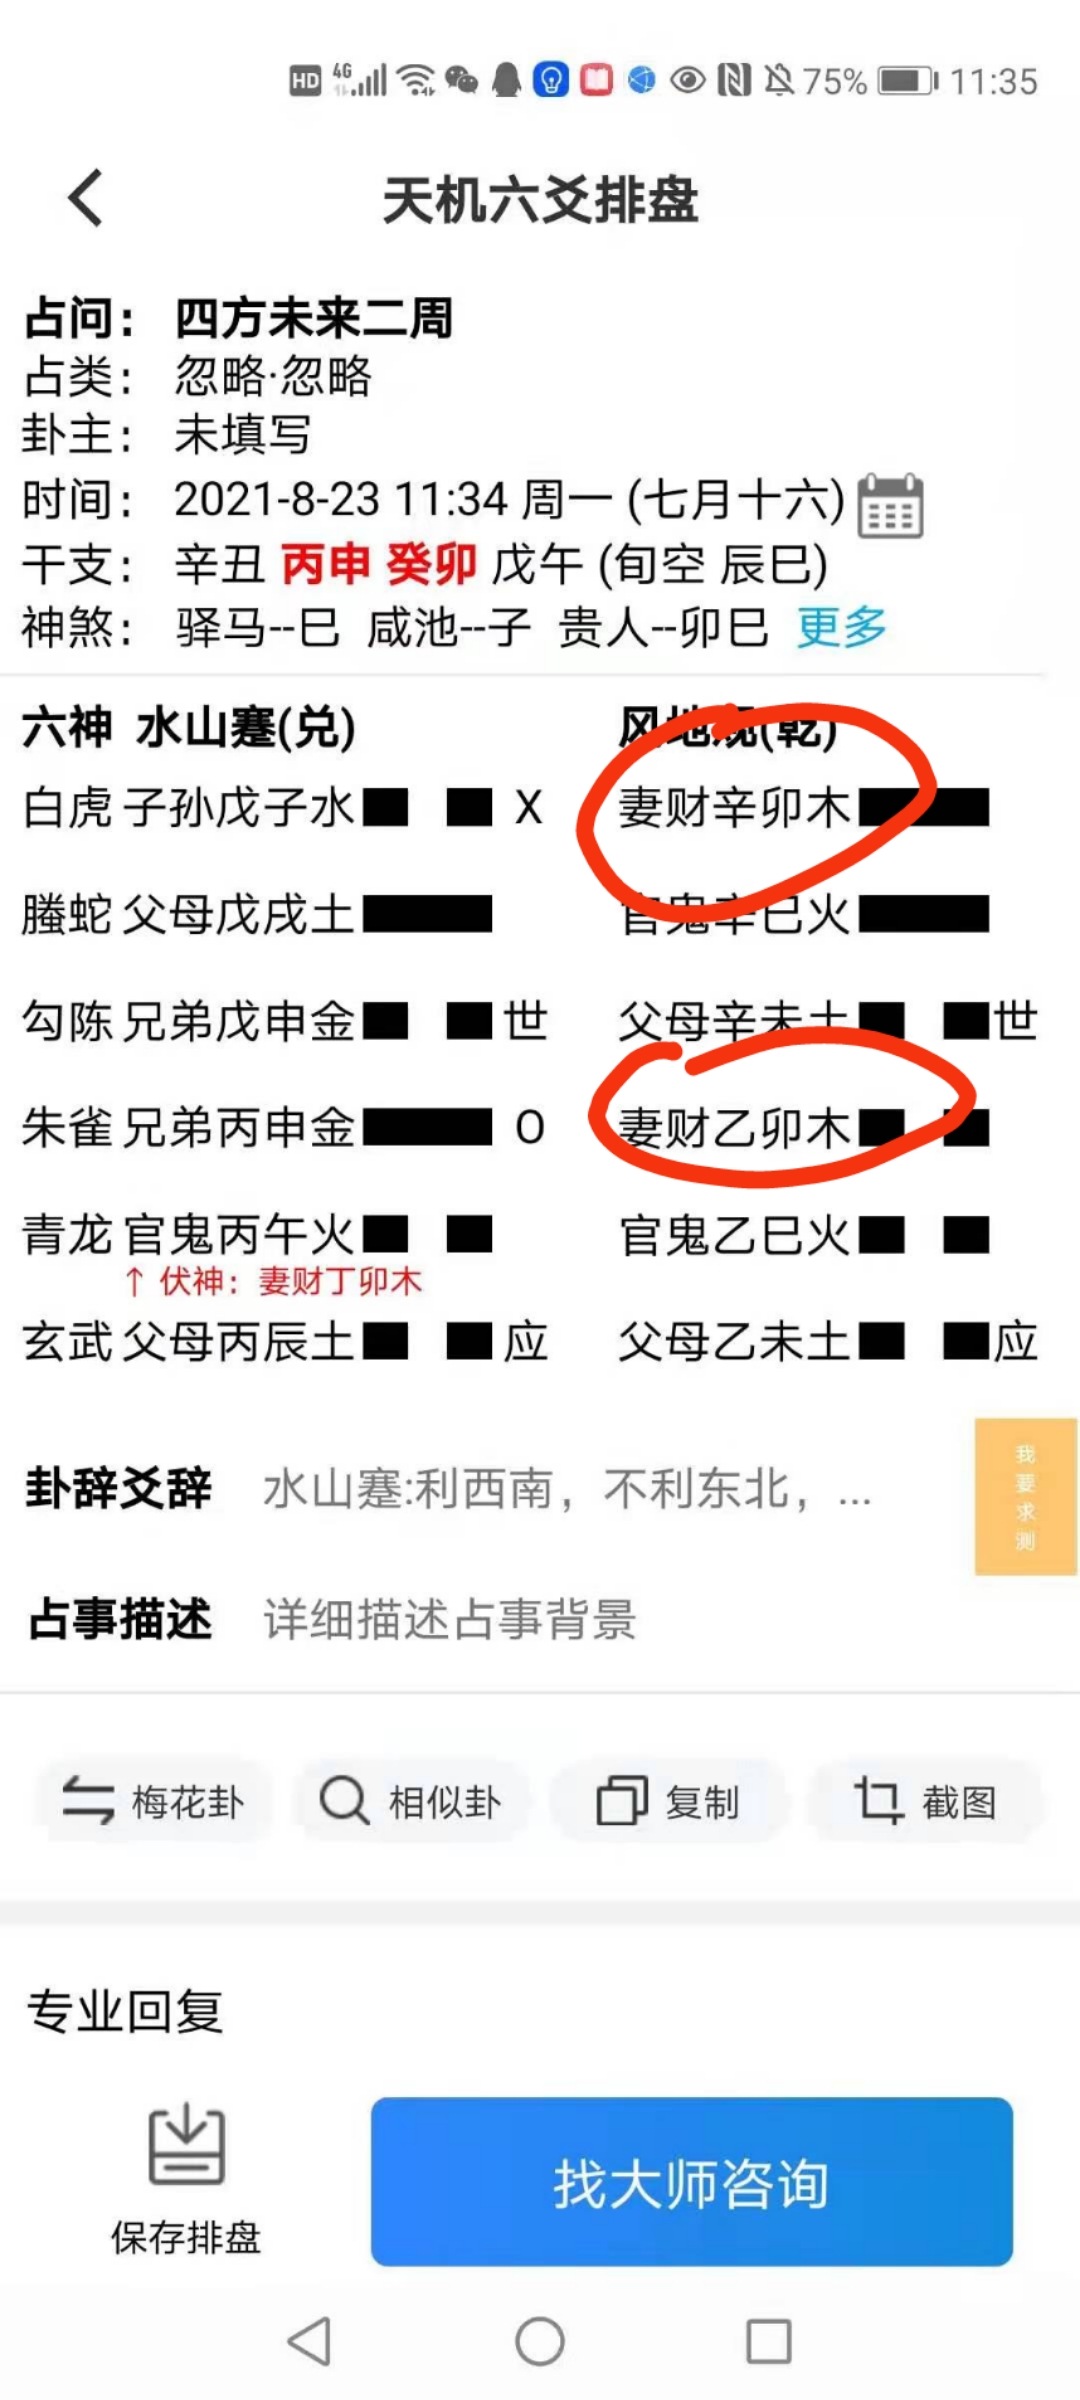 HD 4G 75% 11:35
天机六爻排盘
占问： 四方未来二周
占类： 忽略·忽略
卦主： 未填写
时间： 2021-8-23 11:34 周一 (七月十六)
干支： 辛丑 丙申 癸卯 戊午 (旬空 辰巳)
神煞： 驿马--巳 咸池--子 贵人--卯巳 更多
六神 水山蹇(兑) 风地观(乾)
白虎 子孙戊子水 X 妻财辛卯木
螣蛇 父母戊戌土 官鬼辛巳火
勾陈 兄弟戊申金 世 父母辛未土 世
朱雀 兄弟丙申金 O 妻财乙卯木
青龙 官鬼丙午火 官鬼乙巳火
↑ 伏神：妻财丁卯木
玄武 父母丙辰土 应 父母乙未土 应
卦辞爻辞 水山蹇:利西南，不利东北，...
我要求测
占事描述 详细描述占事背景
梅花卦 相似卦 复制 截图
专业回复
保存排盘 找大师咨询